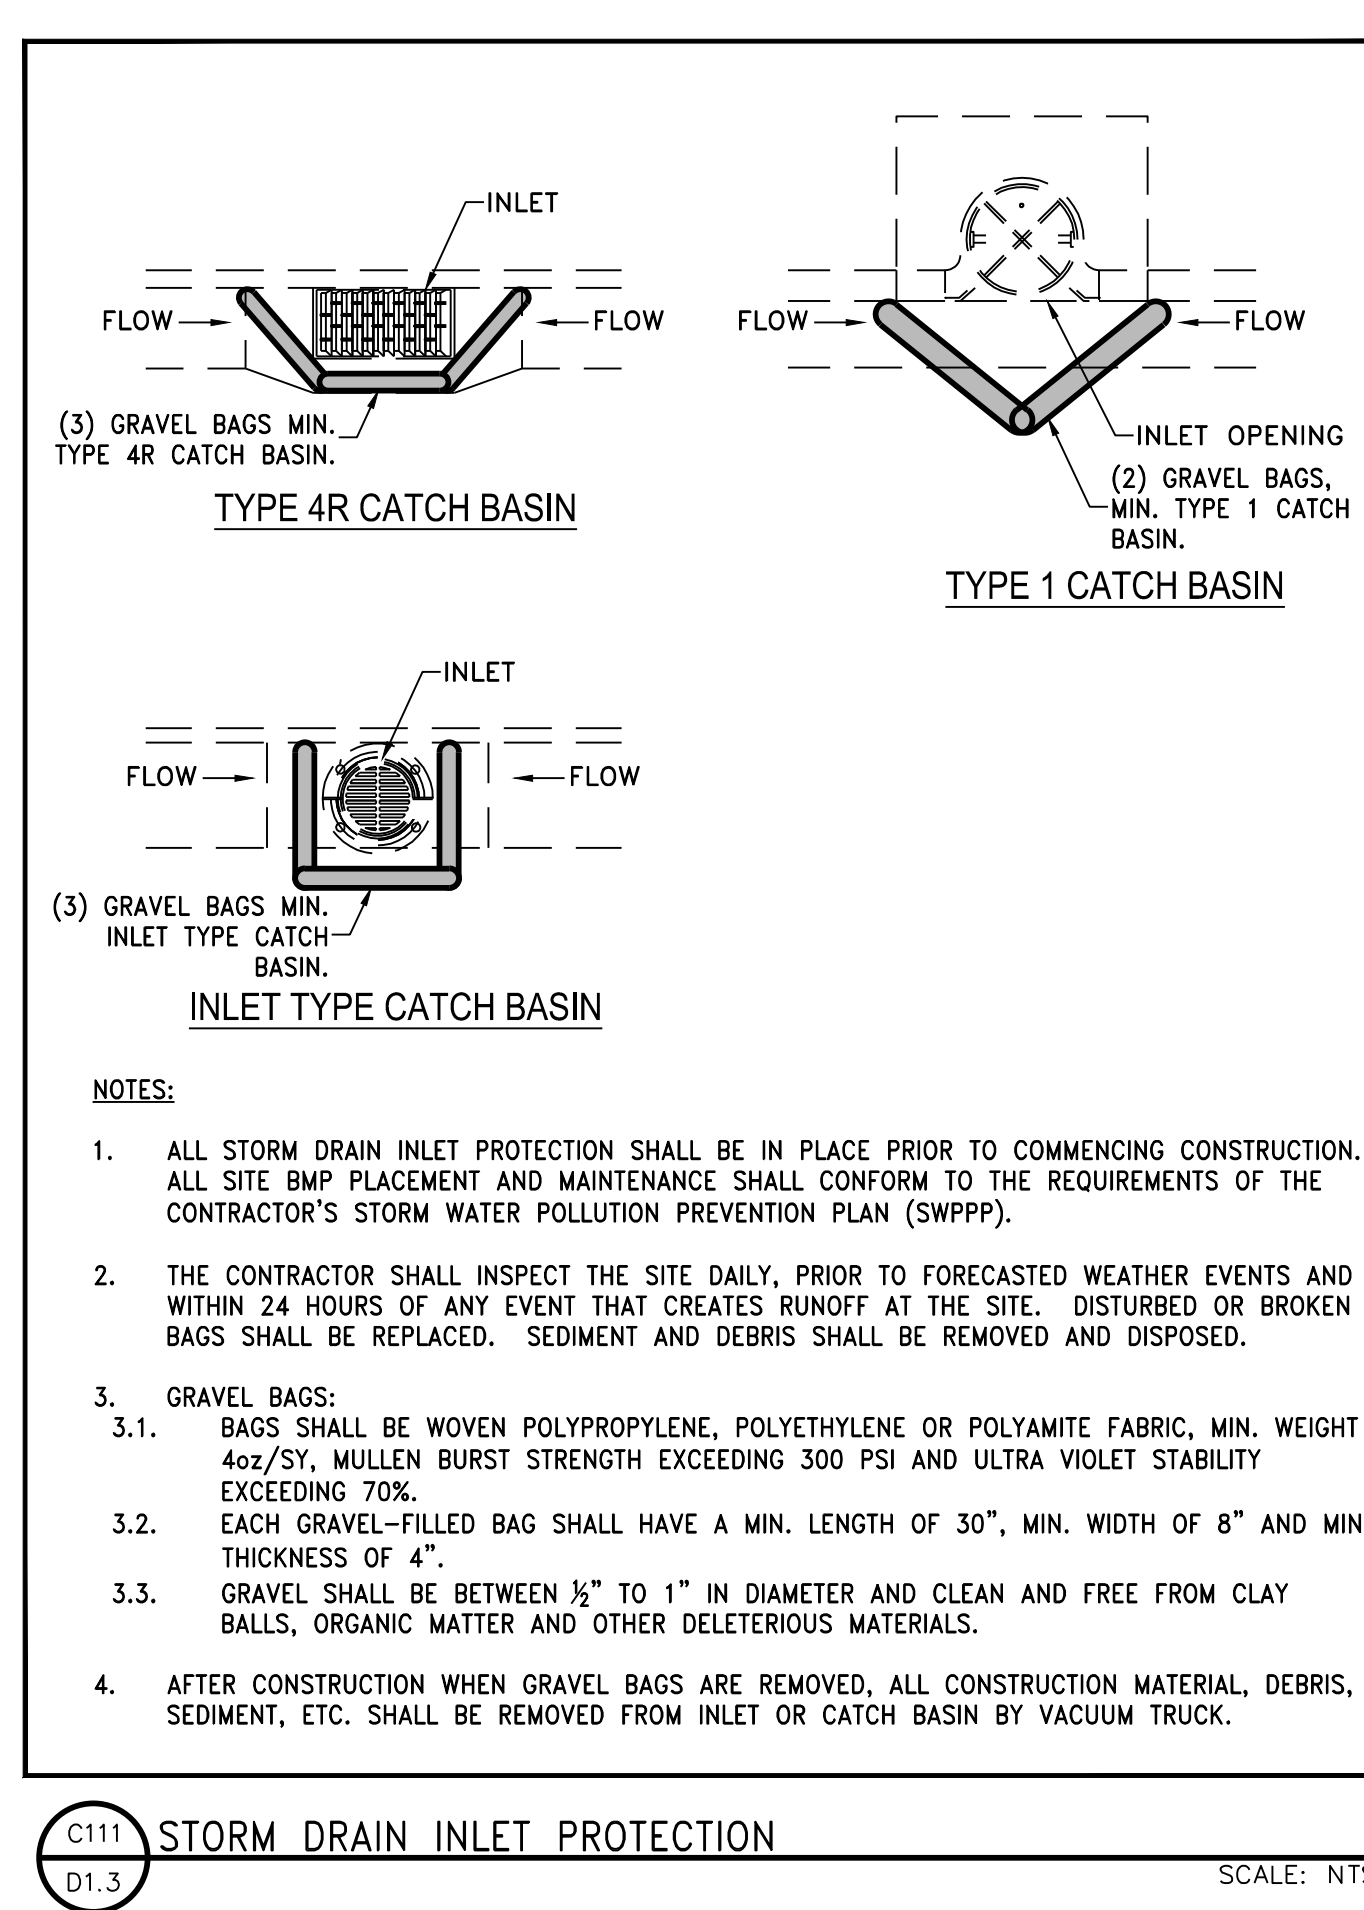 INLET
FLOW
FLOW
(3) GRAVEL BAGS MIN.
TYPE 4R CATCH BASIN.
TYPE 4R CATCH BASIN
FLOW
FLOW
INLET OPENING
(2) GRAVEL BAGS,
MIN. TYPE 1 CATCH
BASIN.
TYPE 1 CATCH BASIN
INLET
FLOW
FLOW
(3) GRAVEL BAGS MIN.
INLET TYPE CATCH
BASIN.
INLET TYPE CATCH BASIN
NOTES:
1. ALL STORM DRAIN INLET PROTECTION SHALL BE IN PLACE PRIOR TO COMMENCING CONSTRUCTION.
ALL SITE BMP PLACEMENT AND MAINTENANCE SHALL CONFORM TO THE REQUIREMENTS OF THE
CONTRACTOR'S STORM WATER POLLUTION PREVENTION PLAN (SWPPP).
2. THE CONTRACTOR SHALL INSPECT THE SITE DAILY, PRIOR TO FORECASTED WEATHER EVENTS AND
WITHIN 24 HOURS OF ANY EVENT THAT CREATES RUNOFF AT THE SITE. DISTURBED OR BROKEN
BAGS SHALL BE REPLACED. SEDIMENT AND DEBRIS SHALL BE REMOVED AND DISPOSED.
3. GRAVEL BAGS:
3.1. BAGS SHALL BE WOVEN POLYPROPYLENE, POLYETHYLENE OR POLYAMITE FABRIC, MIN. WEIGHT
4oz/SY, MULLEN BURST STRENGTH EXCEEDING 300 PSI AND ULTRA VIOLET STABILITY
EXCEEDING 70%.
3.2. EACH GRAVEL-FILLED BAG SHALL HAVE A MIN. LENGTH OF 30", MIN. WIDTH OF 8" AND MIN
THICKNESS OF 4".
3.3. GRAVEL SHALL BE BETWEEN ½" TO 1" IN DIAMETER AND CLEAN AND FREE FROM CLAY
BALLS, ORGANIC MATTER AND OTHER DELETERIOUS MATERIALS.
4. AFTER CONSTRUCTION WHEN GRAVEL BAGS ARE REMOVED, ALL CONSTRUCTION MATERIAL, DEBRIS,
SEDIMENT, ETC. SHALL BE REMOVED FROM INLET OR CATCH BASIN BY VACUUM TRUCK.
C111
D1.3
STORM DRAIN INLET PROTECTION
SCALE: NTS